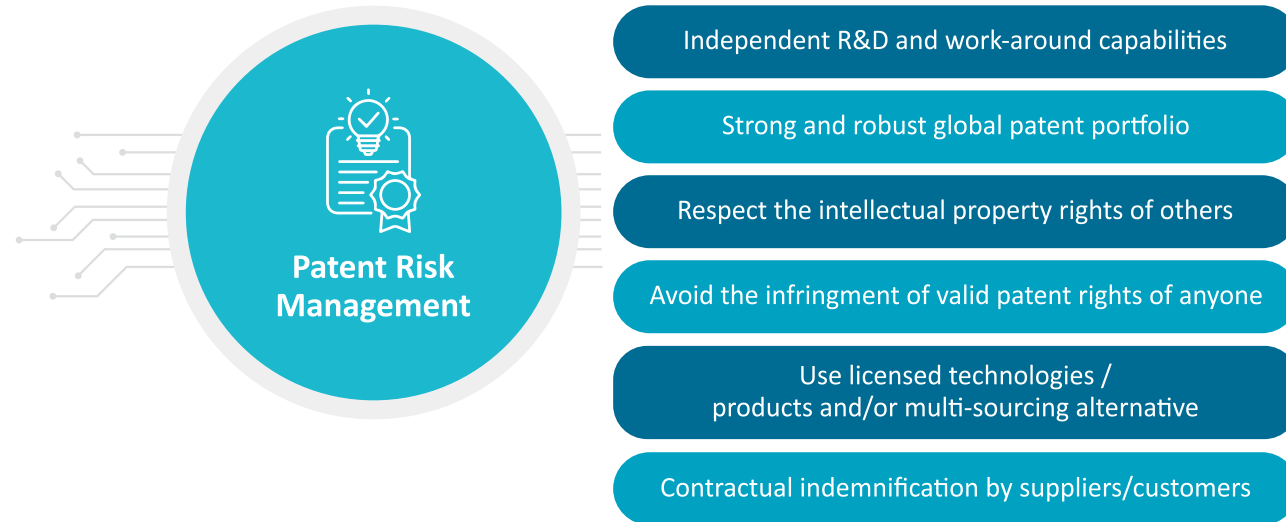 Patent Risk
Management
Independent R&D and work-around capabilities
Strong and robust global patent portfolio
Respect the intellectual property rights of others
Avoid the infringment of valid patent rights of anyone
Use licensed technologies /
products and/or multi-sourcing alternative
Contractual indemnification by suppliers/customers